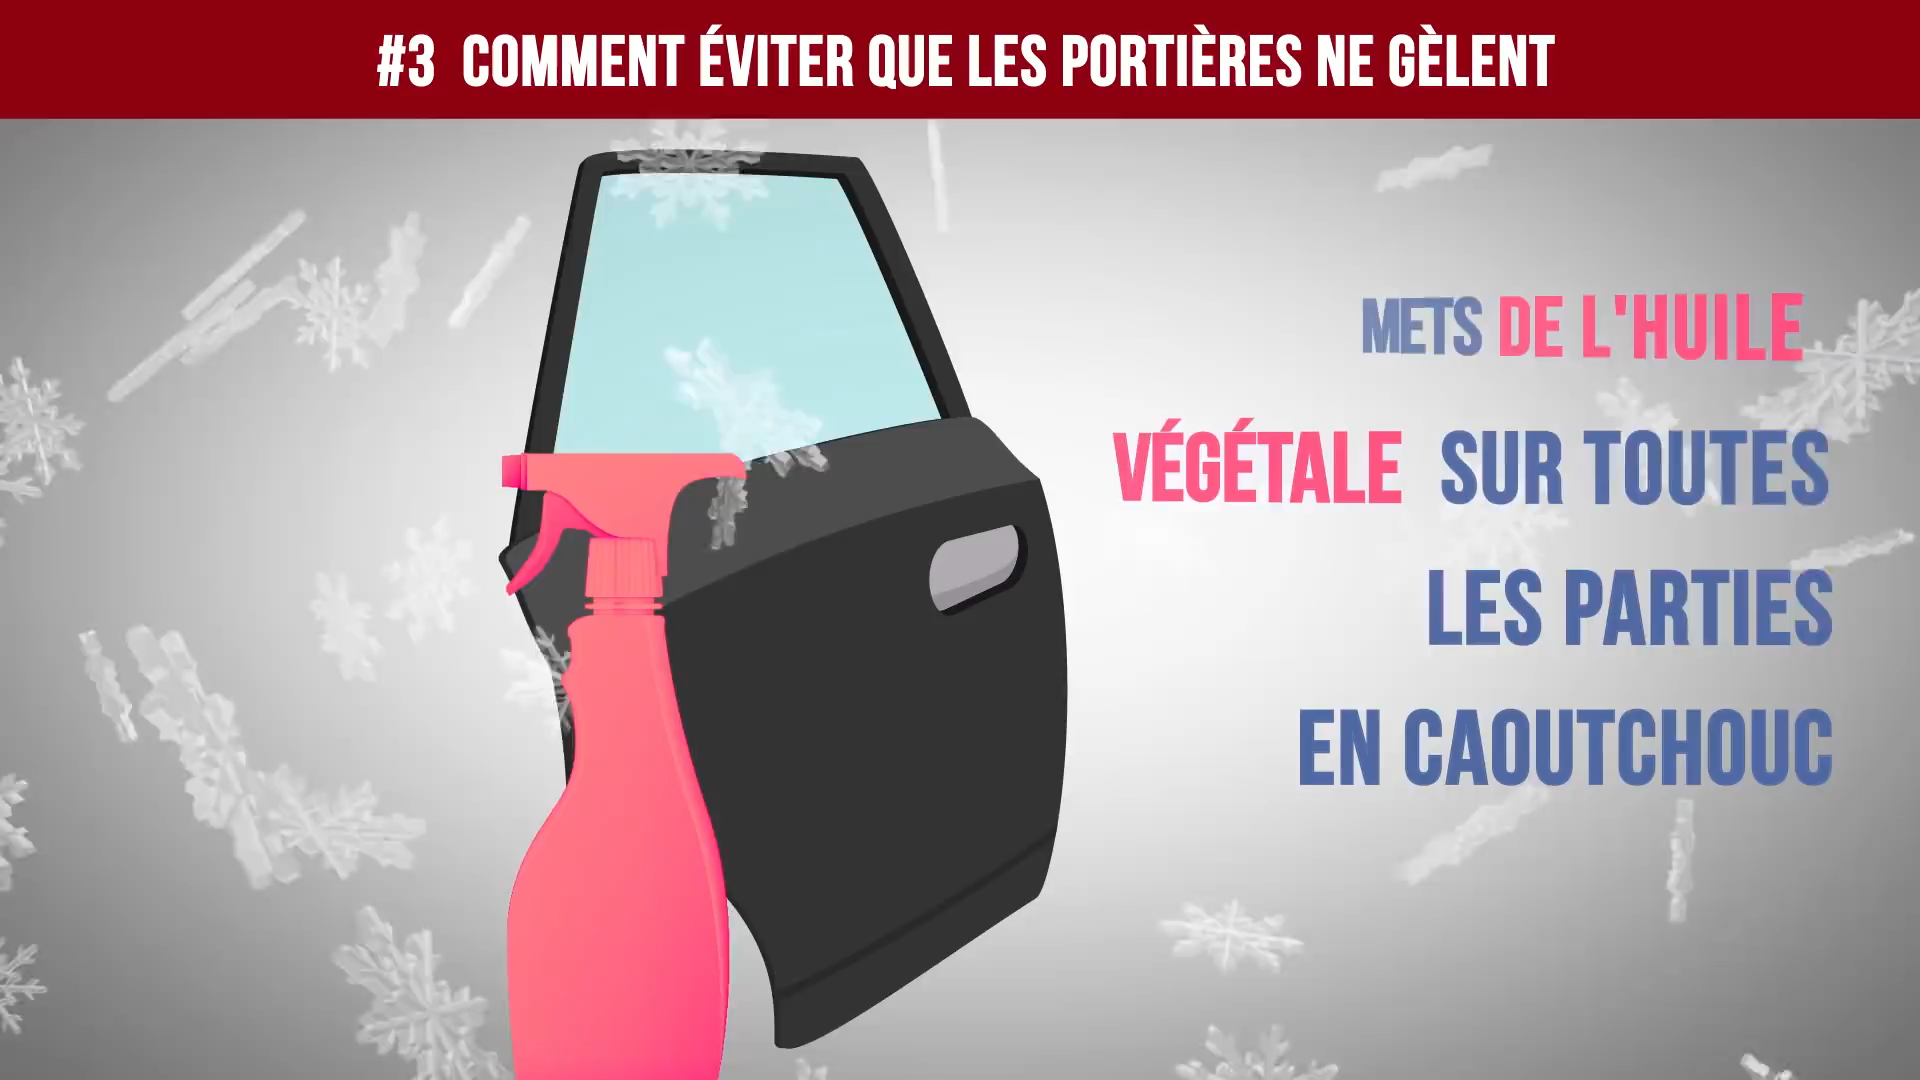 #3 COMMENT ÉVITER QUE LES PORTIÈRES NE GÈLENT
METS DE L'HUILE
VÉGÉTALE SUR TOUTES
LES PARTIES
EN CAOUTCHOUC